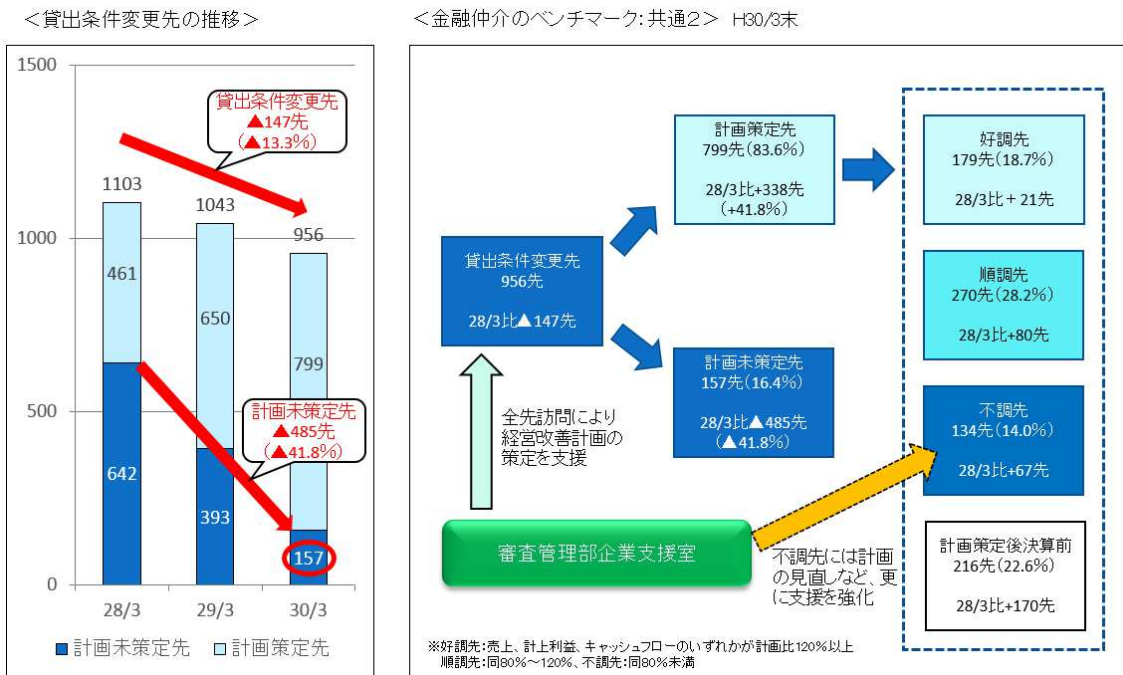 ＜貸出条件変更先の推移＞
1500
1000
500
0
貸出条件変更先
▲147先
(▲13.3%)
1103
1043
956
461
650
799
計画未策定先
▲485先
(▲41.8%)
642
393
157
28/3
29/3
30/3
■計画未策定先 □計画策定先
＜金融仲介のベンチマーク:共通2＞ H30/3末
貸出条件変更先
956先
28/3比▲147先
計画策定先
799先(83.6%)
28/3比+338先
(+41.8%)
計画未策定先
157先(16.4%)
28/3比▲485先
(▲41.8%)
好調先
179先(18.7%)
28/3比＋21先
順調先
270先(28.2%)
28/3比+80先
不調先
134先(14.0%)
28/3比+67先
計画策定後決算前
216先(22.6%)
28/3比+170先
全先訪問により
経営改善計画の
策定を支援
審査管理部企業支援室
不調先には計画
の見直しなど、更
に支援を強化
※好調先:売上、計上利益、キャッシュフローのいずれかが計画比120%以上
順調先:同80%～120%、不調先:同80%未満